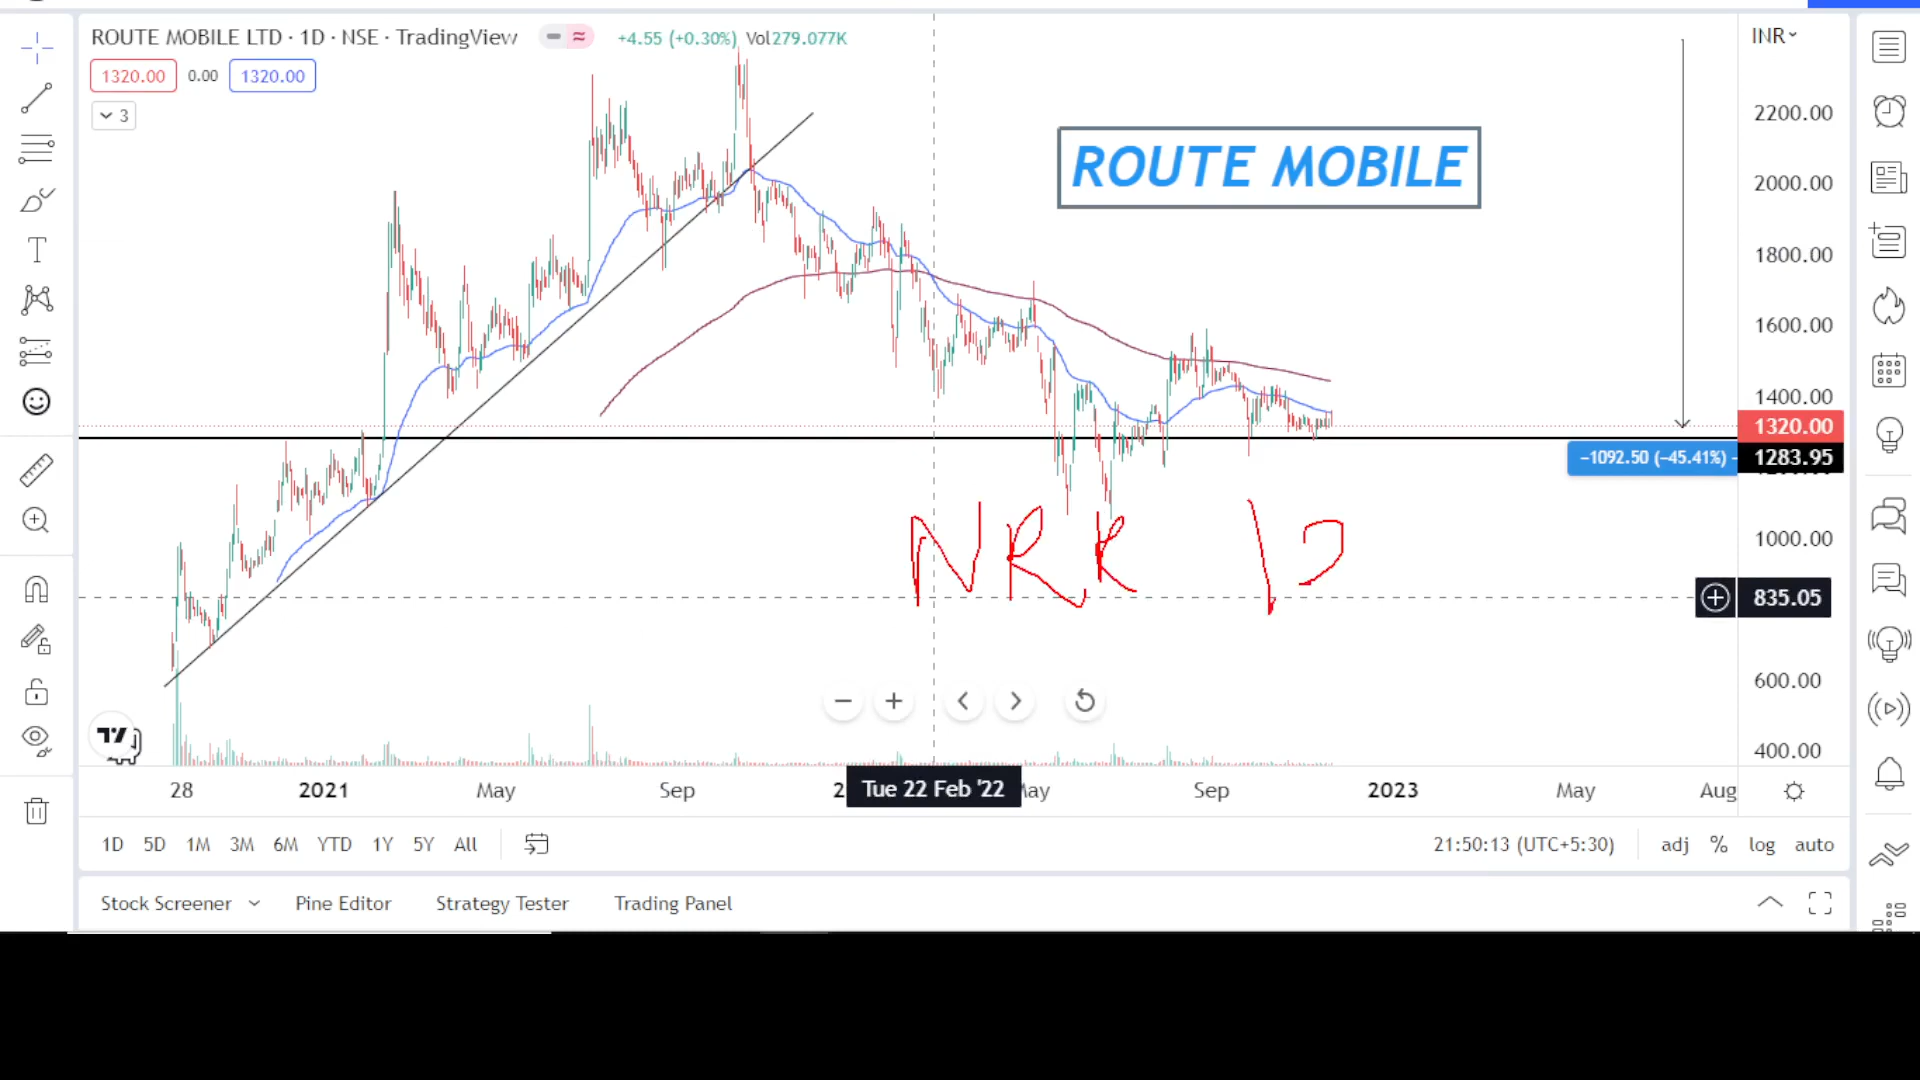 ROUTE MOBILE LTD · 1D · NSE · TradingView +4.55 (+0.30%) Vol279.077K
INR
1320.00 0.00 1320.00
3
ROUTE MOBILE
2200.00
2000.00
1800.00
1600.00
1400.00
1320.00
−1092.50 (−45.41%) - 1283.95
1000.00
NRR 12
835.05
600.00
400.00
28 2021 May Sep 2 Tue 22 Feb '22 May Sep 2023 May Aug
1D 5D 1M 3M 6M YTD 1Y 5Y All 21:50:13 (UTC+5:30) adj % log auto
Stock Screener Pine Editor Strategy Tester Trading Panel